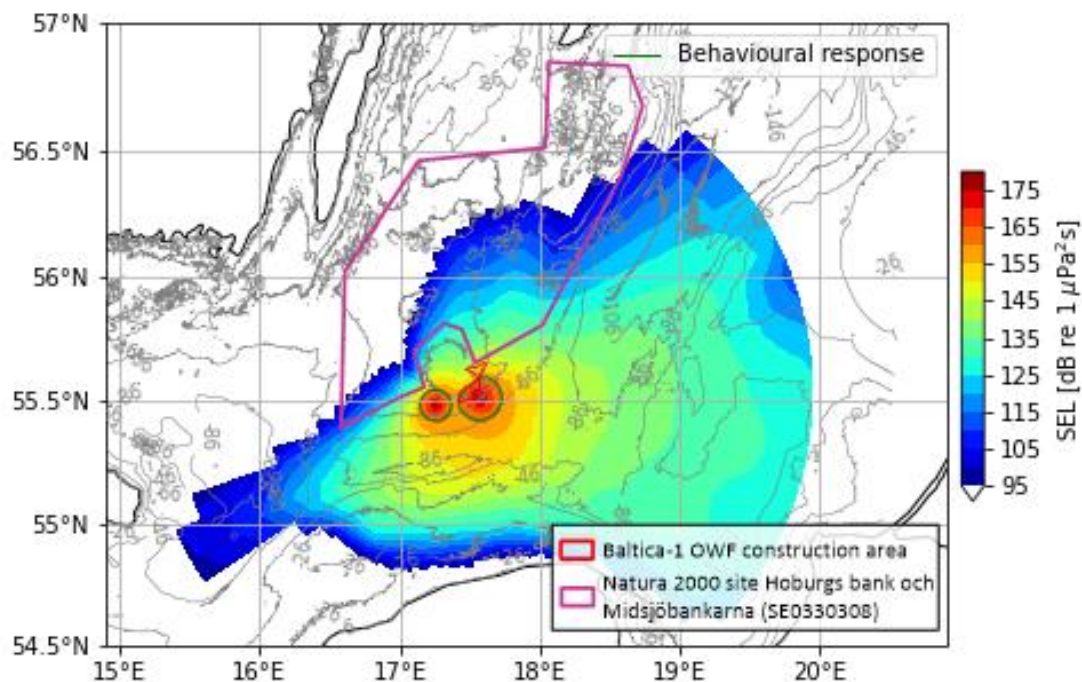 57°N
56.5°N
56°N
55.5°N
55°N
54.5°N
15°E
16°E
17°E
18°E
19°E
20°E
Behavioural response
Baltica-1 OWF construction area
Natura 2000 site Hoburgs bank och
Midsjöbankarna (SE0330308)
175
165
155
145
135
125
115
105
95
SEL [dB re 1 μPa²s]